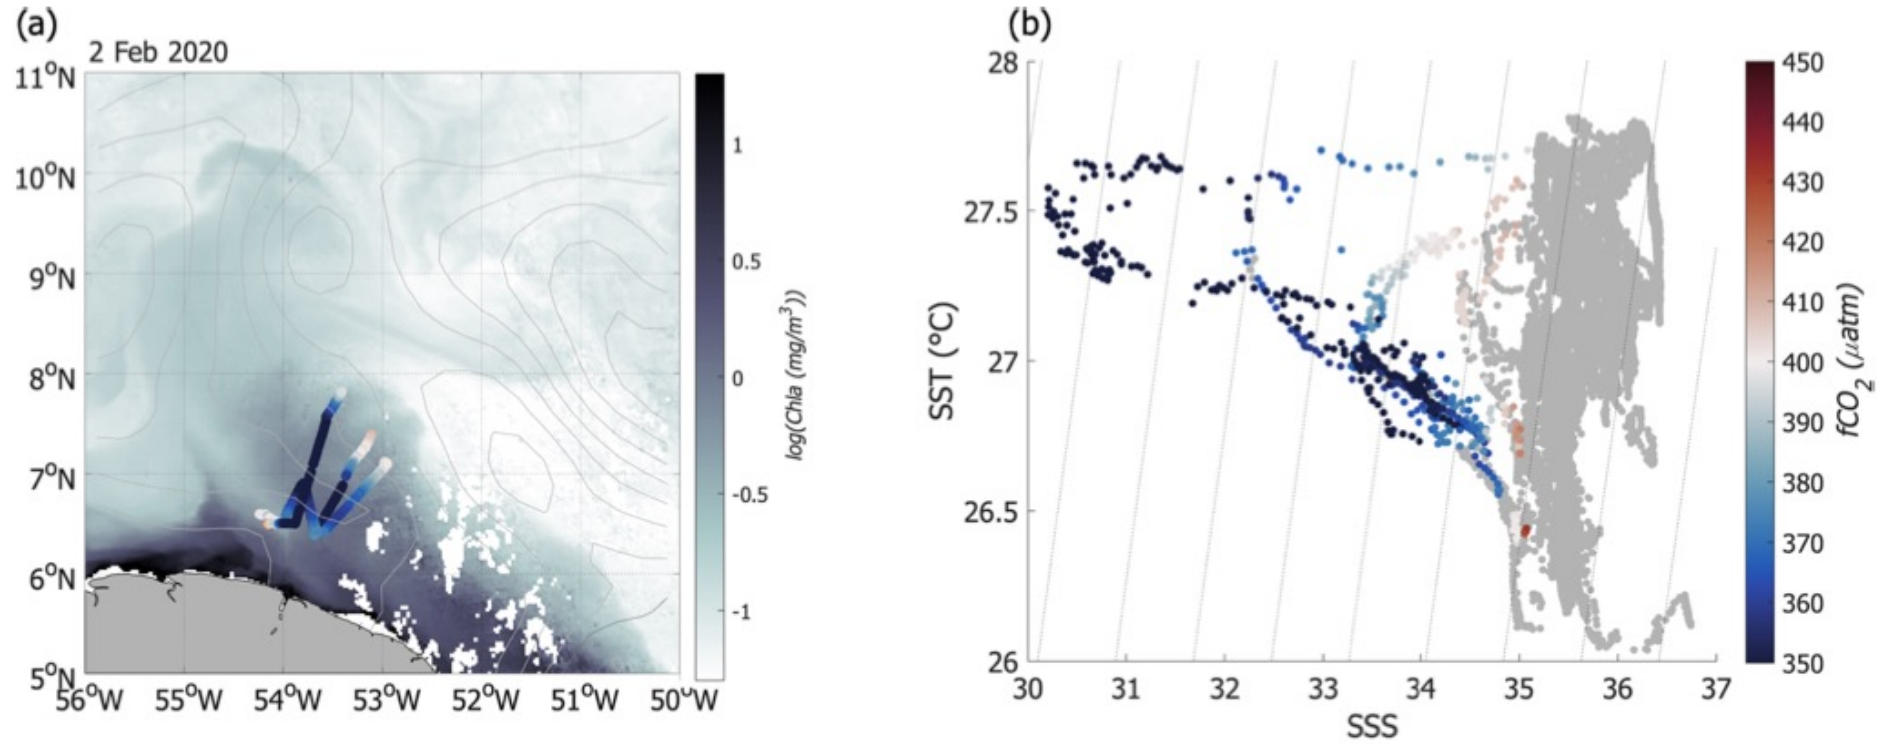 (a)
2 Feb 2020
11°N
10°N
9°N
8°N
7°N
6°N
5°N
56°W 55°W 54°W 53°W 52°W 51°W 50°W
1
0.5
0
-0.5
-1
log(Chla (mg/m³))
(b)
28
27.5
27
26.5
26
SST (°C)
30 31 32 33 34 35 36 37
SSS
450
440
430
420
410
400
390
380
370
360
350
fCO₂ (μatm)